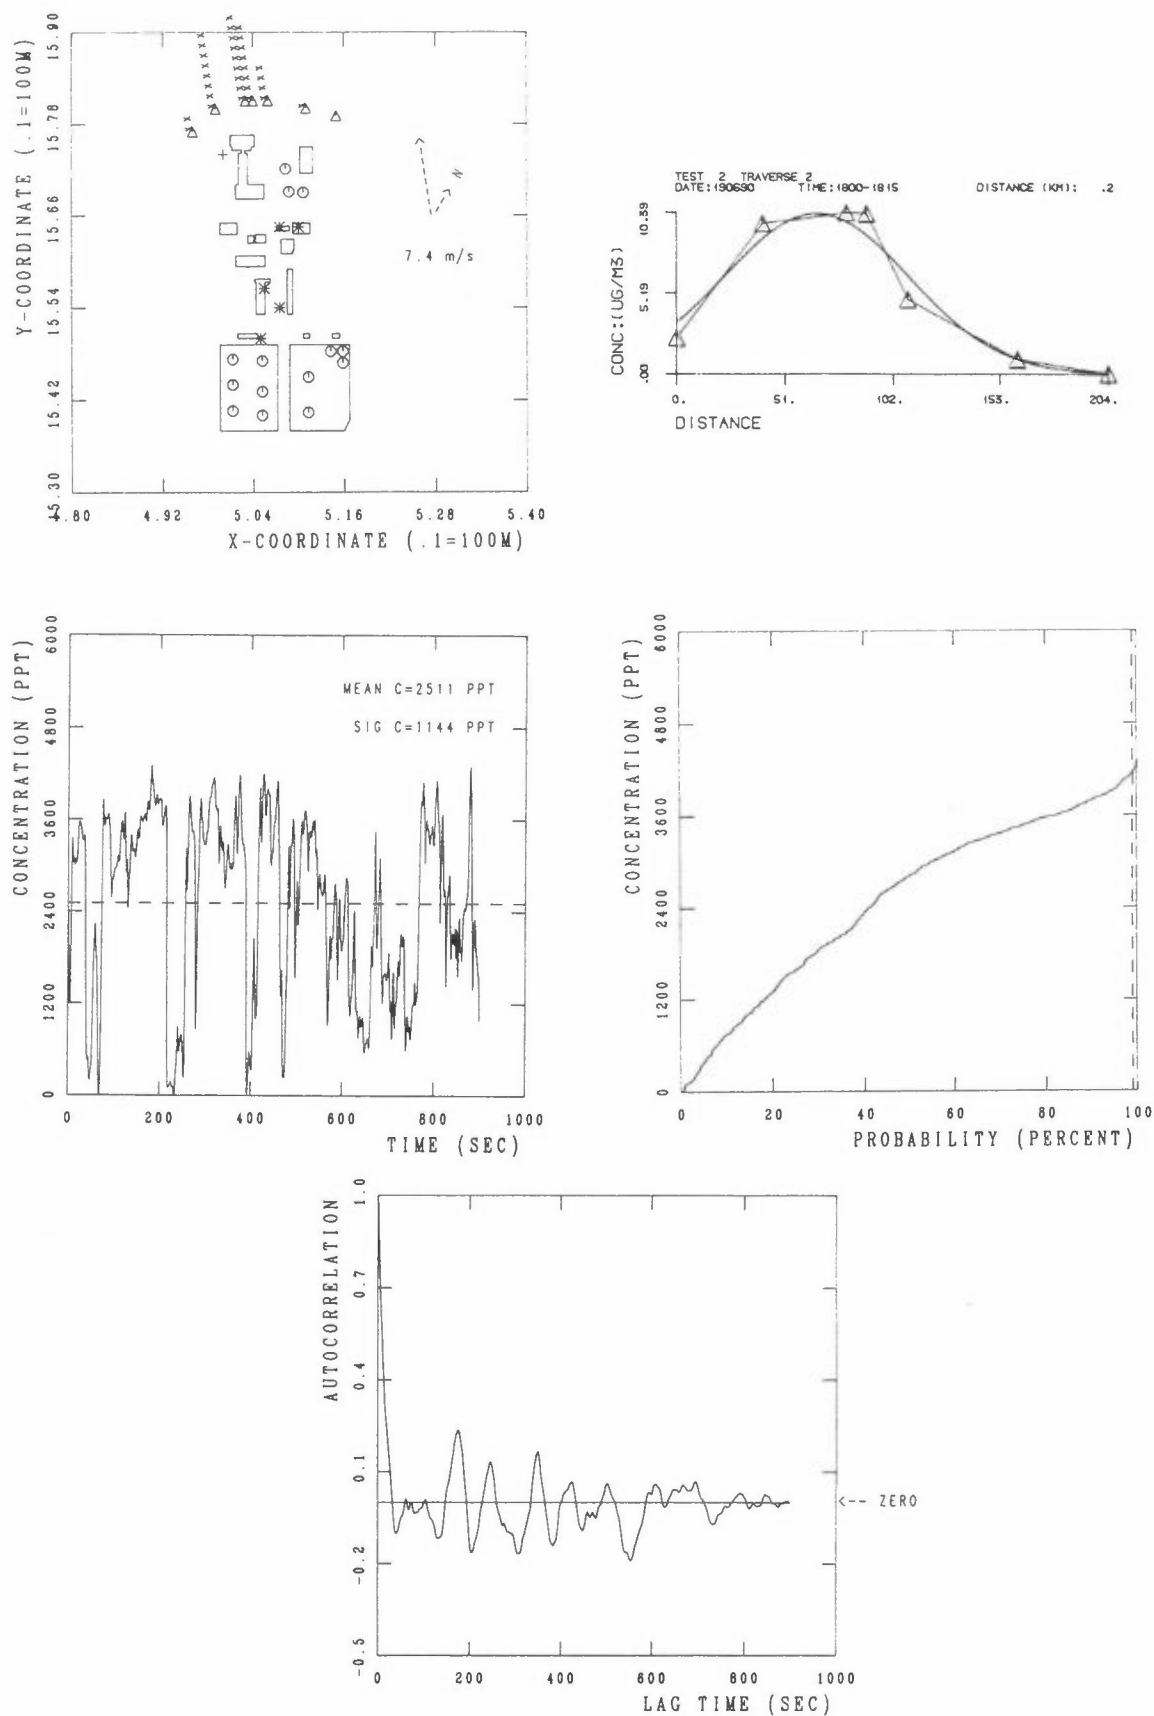 Y-COORDINATE (.1=100M)
15.90
15.78
15.66
15.54
15.42
15.30
N
7.4 m/s
4.80 4.92 5.04 5.16 5.28 5.40
X-COORDINATE (.1=100M)
TEST 2 TRAVERSE 2
DATE:190690 TIME:1800-1815 DISTANCE (KM): .2
CONC:(UG/M3)
10.39
5.19
.00
0. 51. 102. 153. 204.
DISTANCE
CONCENTRATION (PPT)
6000
4800
3600
2400
1200
0
MEAN C=2511 PPT
SIG C=1144 PPT
0 200 400 600 800 1000
TIME (SEC)
CONCENTRATION (PPT)
6000
4800
3600
2400
1200
0
0 20 40 60 80 100
PROBABILITY (PERCENT)
AUTOCORRELATION
1.0
0.7
0.4
0.1
-0.2
-0.5
<-- ZERO
0 200 400 600 800 1000
LAG TIME (SEC)